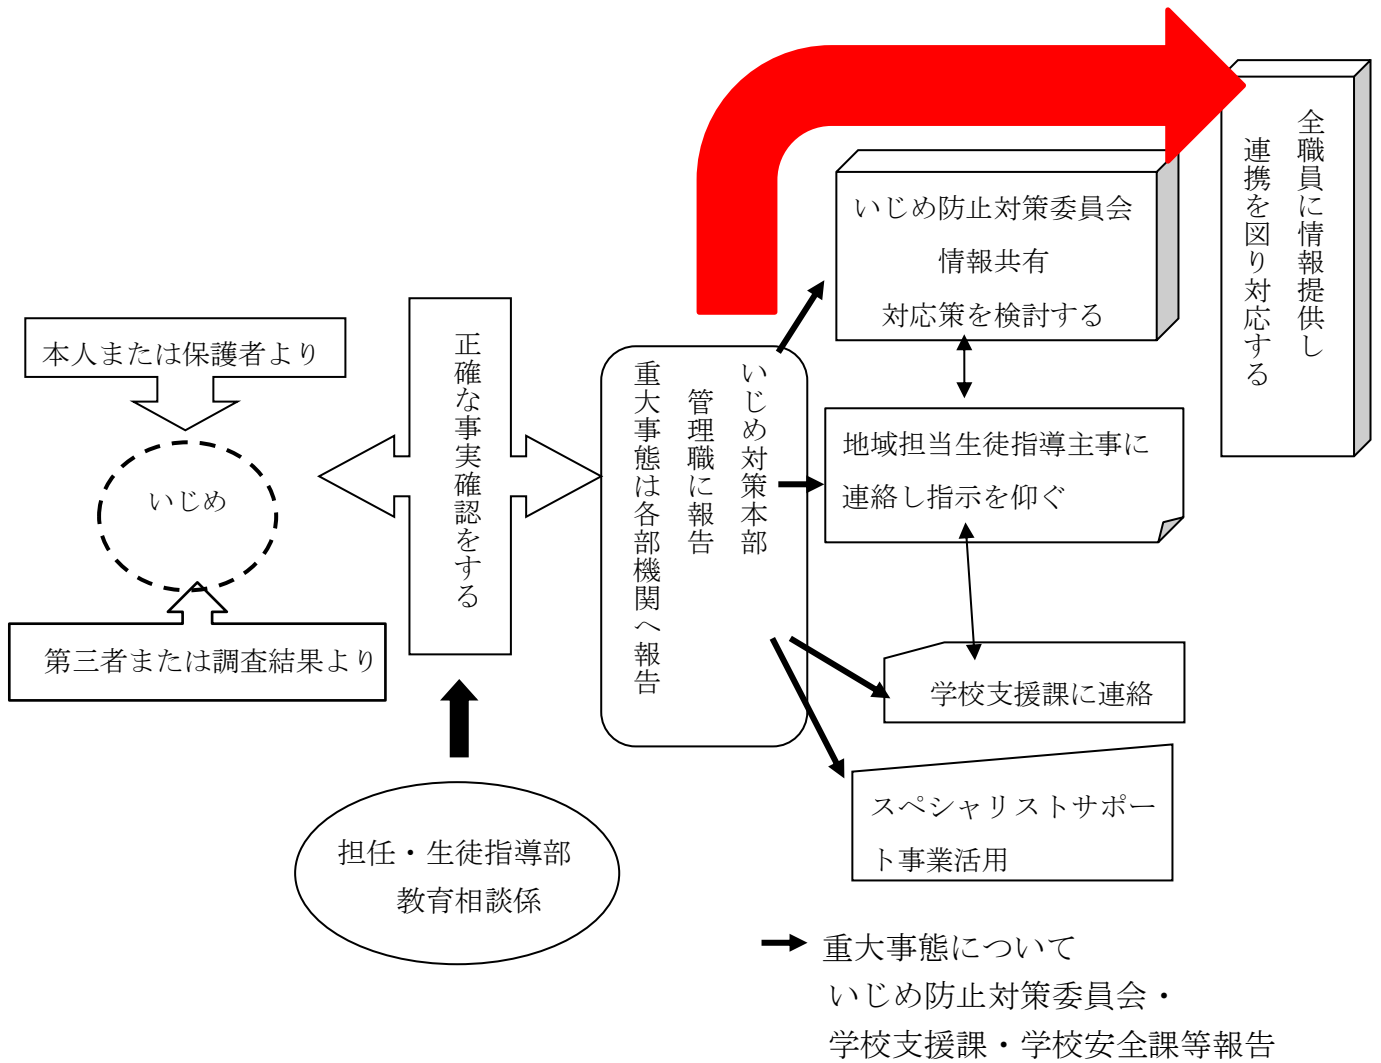 本人または保護者より
いじめ
第三者または調査結果より
正確な事実確認をする
担任・生徒指導部
教育相談係
いじめ対策本部
管理職に報告
重大事態は各部機関へ報告
いじめ防止対策委員会
情報共有
対応策を検討する
地域担当生徒指導主事に
連絡し指示を仰ぐ
学校支援課に連絡
スペシャリストサポー
ト事業活用
全職員に情報提供し
連携を図り対応する
重大事態について
いじめ防止対策委員会・
学校支援課・学校安全課等報告